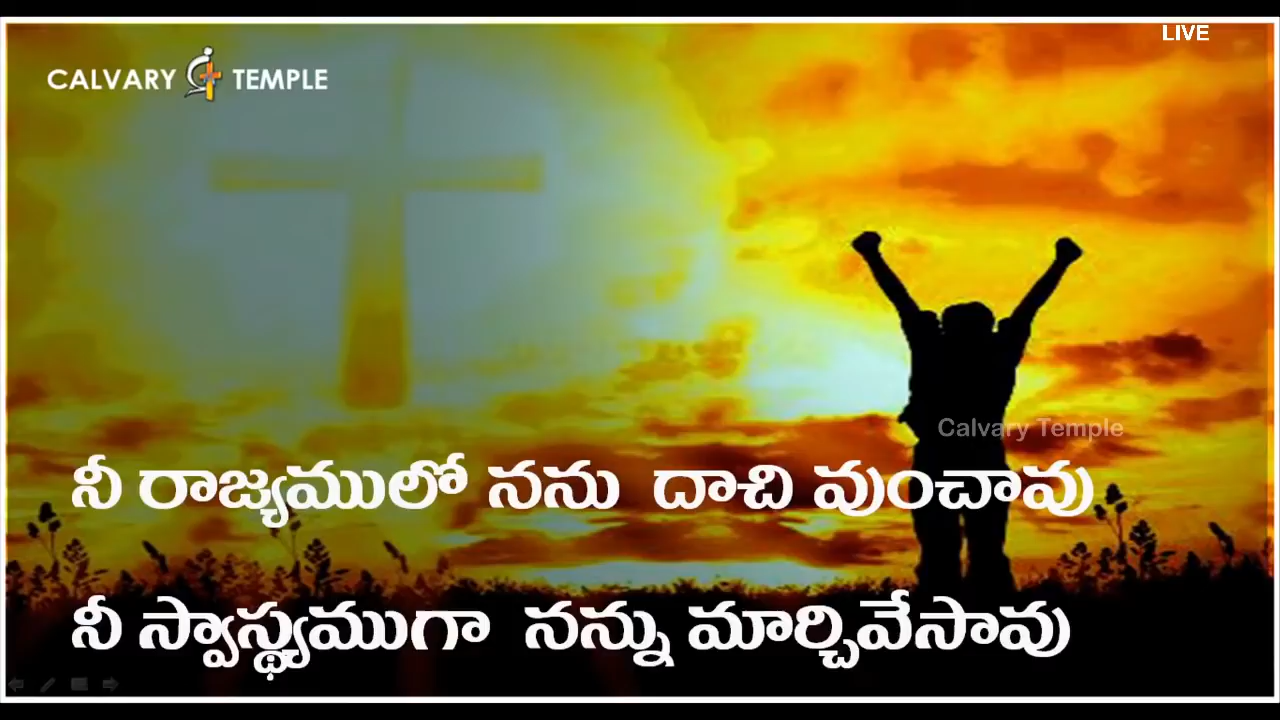 LIVE
CALVARY TEMPLE
Calvary Temple
నీ రాజ్యములో నను దాచి వుంచావు
నీ స్వాస్థ్యముగా నన్ను మార్చివేసావు